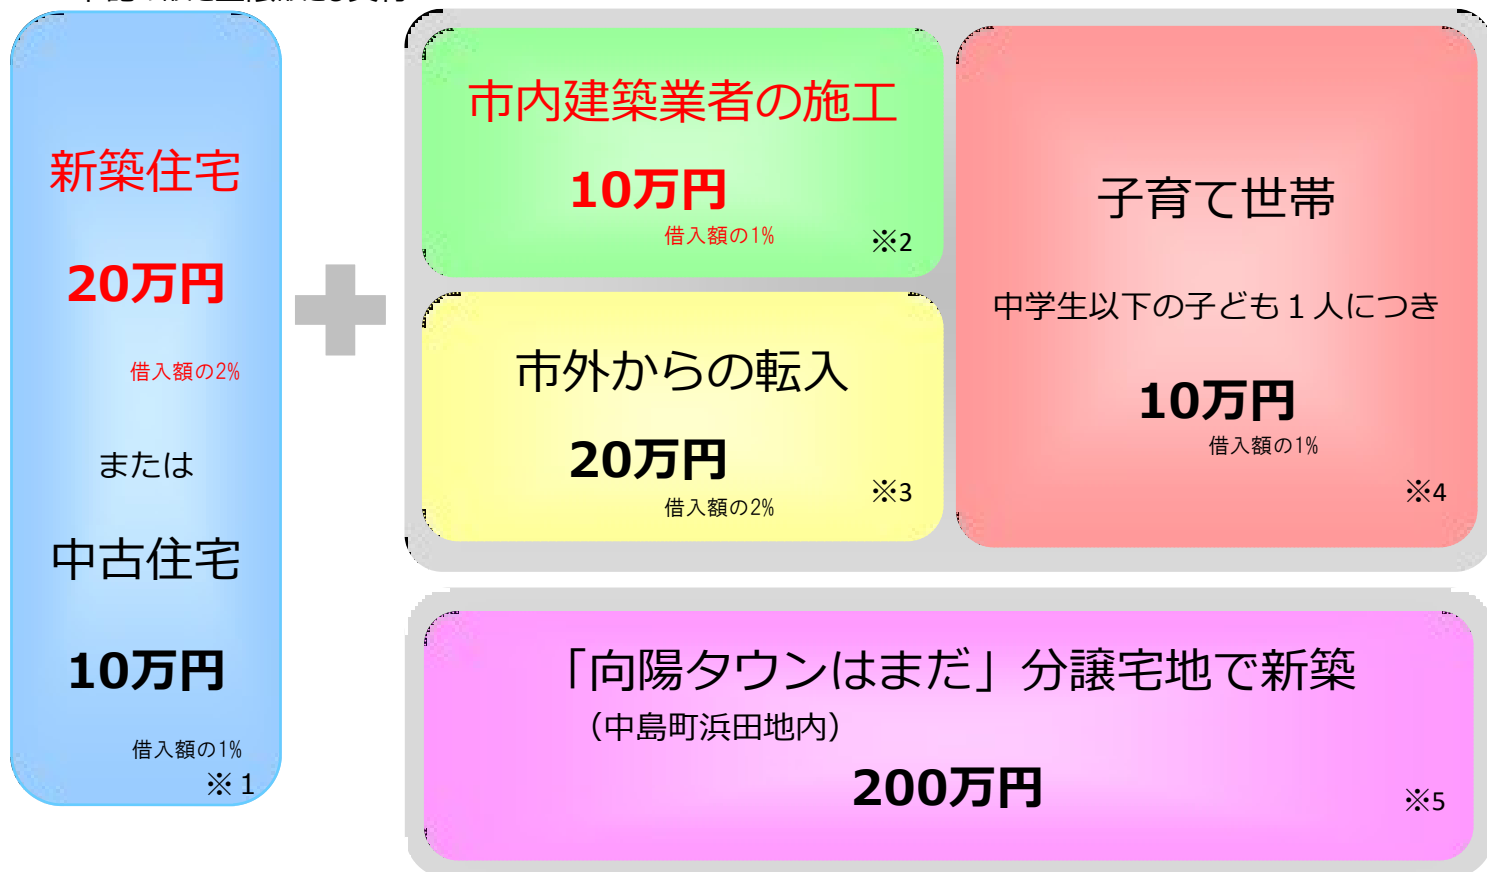 新築住宅
20万円
借入額の2%
または
中古住宅
10万円
借入額の1%
※1
市内建築業者の施工
10万円
借入額の1%
※2
市外からの転入
20万円
借入額の2%
※3
子育て世帯
中学生以下の子ども１人につき
10万円
借入額の1%
※4
「向陽タウンはまだ」分譲宅地で新築
（中島町浜田地内）
200万円
※5